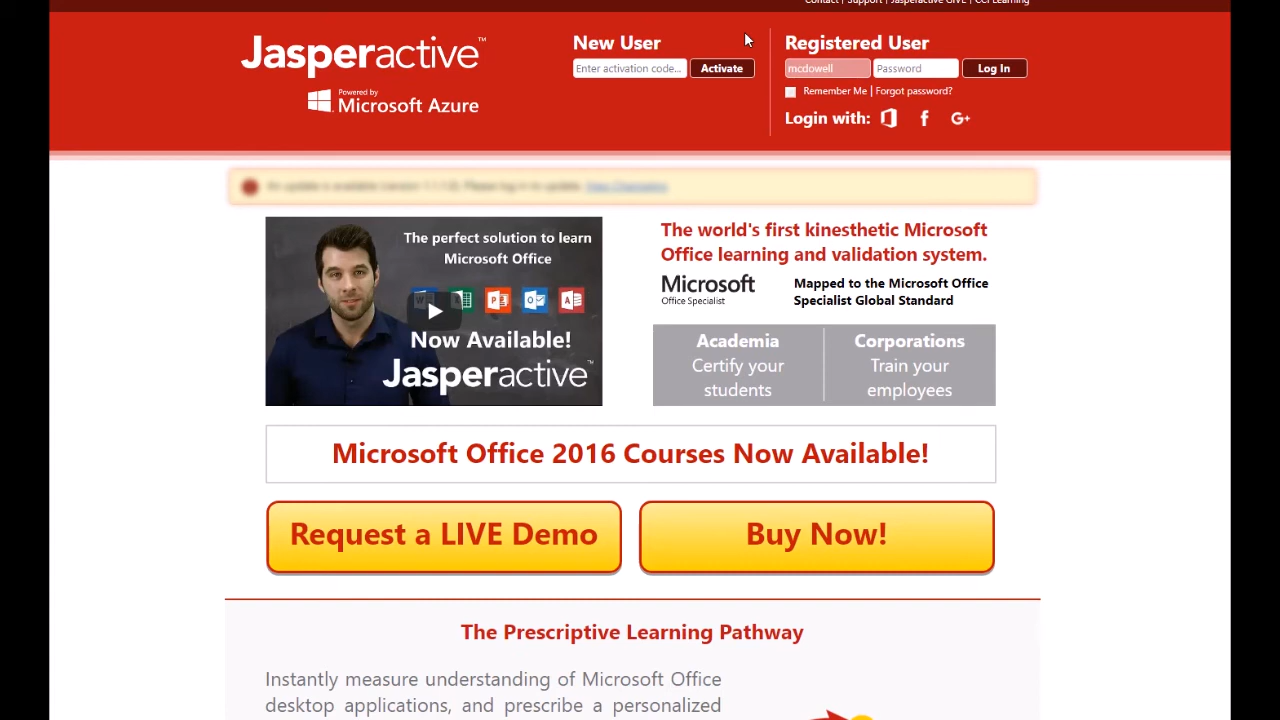 Contact | Support | Jasperactive GIVE | CCI Learning
Jasperactive™
Powered by
Microsoft Azure
New User
Enter activation code...
Activate
Registered User
mcdowell
Password
Log In
Remember Me | Forgot password?
Login with:
G+
The perfect solution to learn
Microsoft Office
Now Available!
Jasperactive™
The world's first kinesthetic Microsoft
Office learning and validation system.
Microsoft
Office Specialist
Mapped to the Microsoft Office
Specialist Global Standard
Academia
Certify your
students
Corporations
Train your
employees
Microsoft Office 2016 Courses Now Available!
Request a LIVE Demo
Buy Now!
The Prescriptive Learning Pathway
Instantly measure understanding of Microsoft Office
desktop applications, and prescribe a personalized